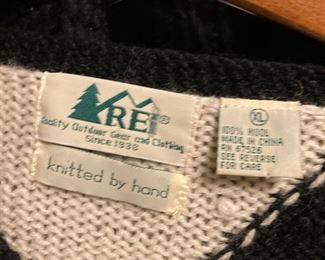 REI®
Quality Outdoor Gear and Clothing
Since 1938
knitted by hand
XL
100% WOOL
MADE IN CHINA
RN 67526
SEE REVERSE
FOR CARE